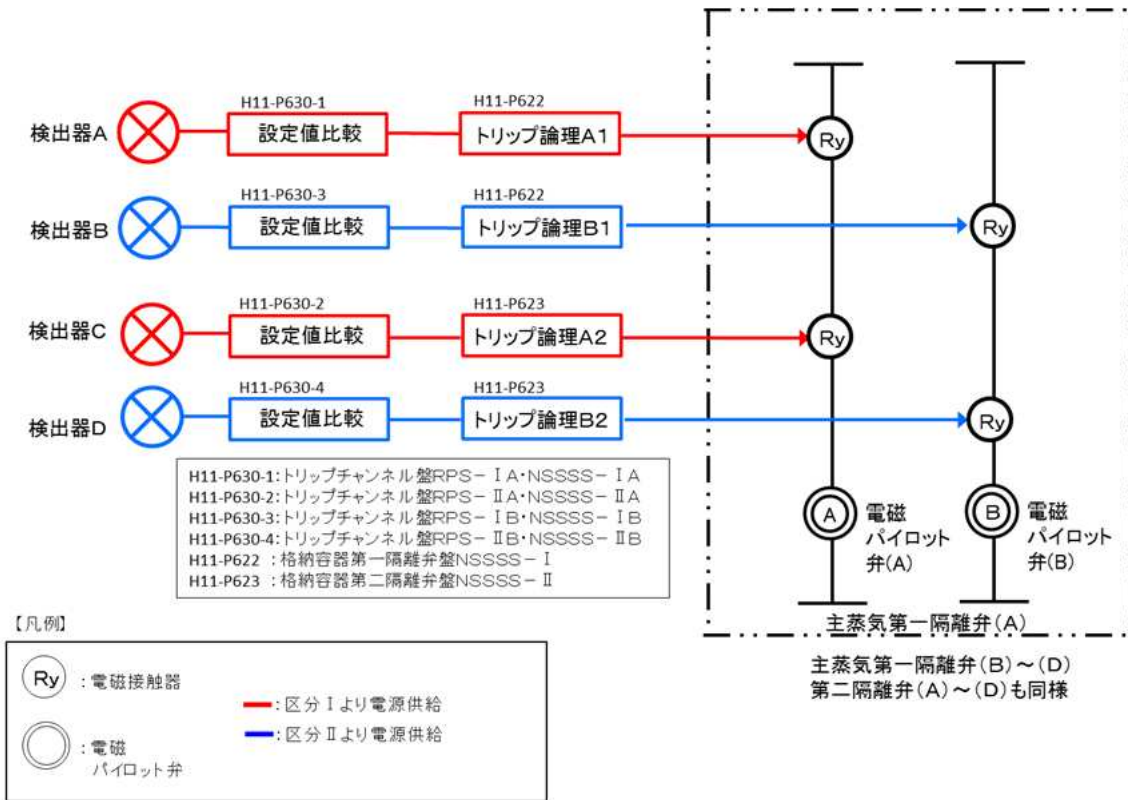 H11-P630-1
H11-P622
検出器A
設定値比較
トリップ論理A1
Ry
H11-P630-3
H11-P622
検出器B
設定値比較
トリップ論理B1
Ry
H11-P630-2
H11-P623
検出器C
設定値比較
トリップ論理A2
Ry
H11-P630-4
H11-P623
検出器D
設定値比較
トリップ論理B2
Ry
H11-P630-1:トリップチャンネル盤RPS-ⅠA・NSSSS-ⅠA
H11-P630-2:トリップチャンネル盤RPS-ⅡA・NSSSS-ⅡA
H11-P630-3:トリップチャンネル盤RPS-ⅠB・NSSSS-ⅠB
H11-P630-4:トリップチャンネル盤RPS-ⅡB・NSSSS-ⅡB
H11-P622 :格納容器第一隔離弁盤NSSSS-Ⅰ
H11-P623 :格納容器第二隔離弁盤NSSSS-Ⅱ
A
電磁
パイロット
弁(A)
B
電磁
パイロット
弁(B)
主蒸気第一隔離弁(A)
主蒸気第一隔離弁(B)~(D)
第二隔離弁(A)~(D)も同様
【凡例】
Ry
:電磁接触器
:電磁
パイロット弁
:区分Ⅰより電源供給
:区分Ⅱより電源供給